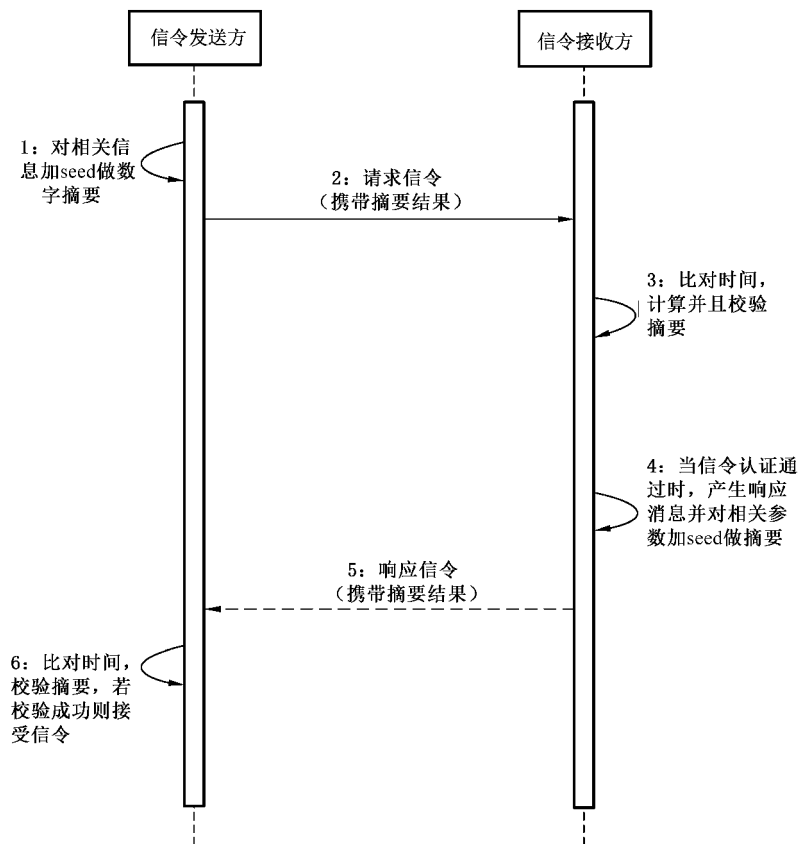 信令发送方
信令接收方
1: 对相关信
息加seed做数
字摘要
2: 请求信令
（携带摘要结果）
3: 比对时间，
计算并且校验
摘要
4: 当信令认证通
过时，产生响应
消息并对相关参
数加seed做摘要
5: 响应信令
（携带摘要结果）
6: 比对时间，
校验摘要，若
校验成功则接
受信令